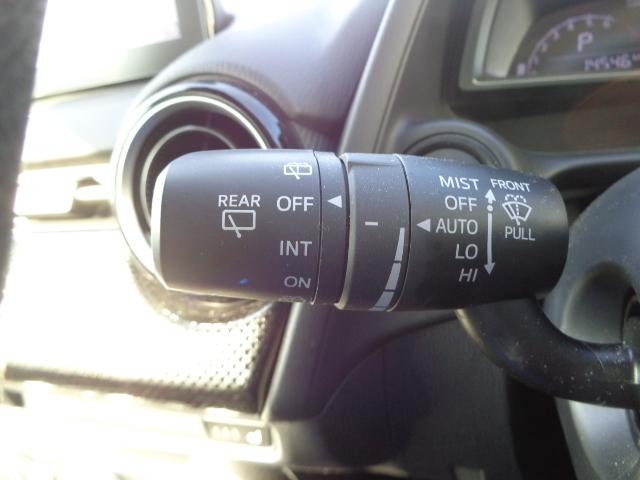 P
REAR
OFF
INT
ON
MIST
OFF
AUTO
LO
HI
FRONT
PULL